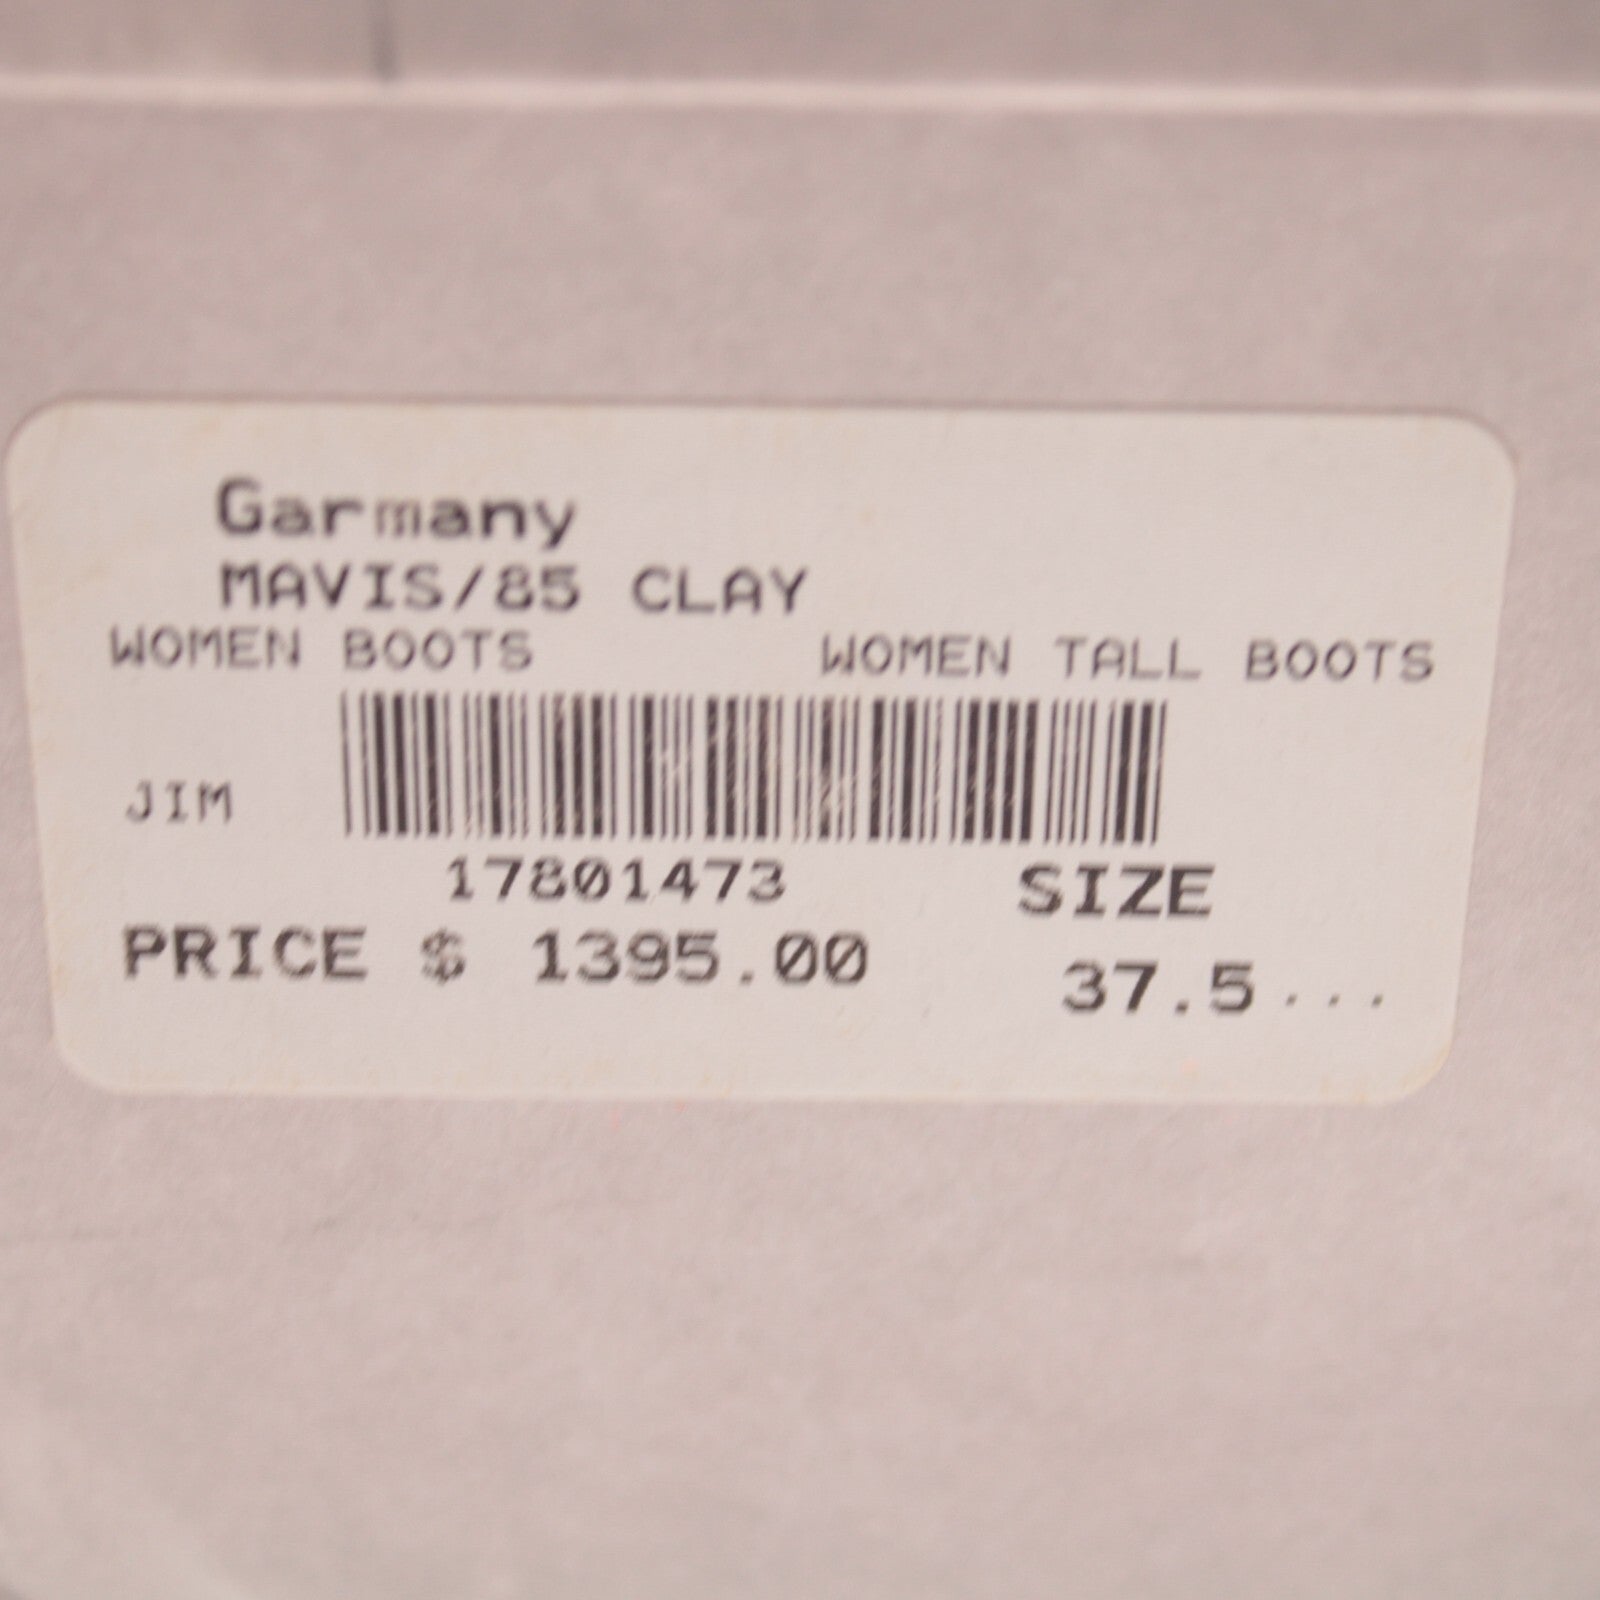 Garmany
MAVIS/85 CLAY
WOMEN BOOTS WOMEN TALL BOOTS
JIM
17801473 SIZE
PRICE $ 1395.00 37.5...